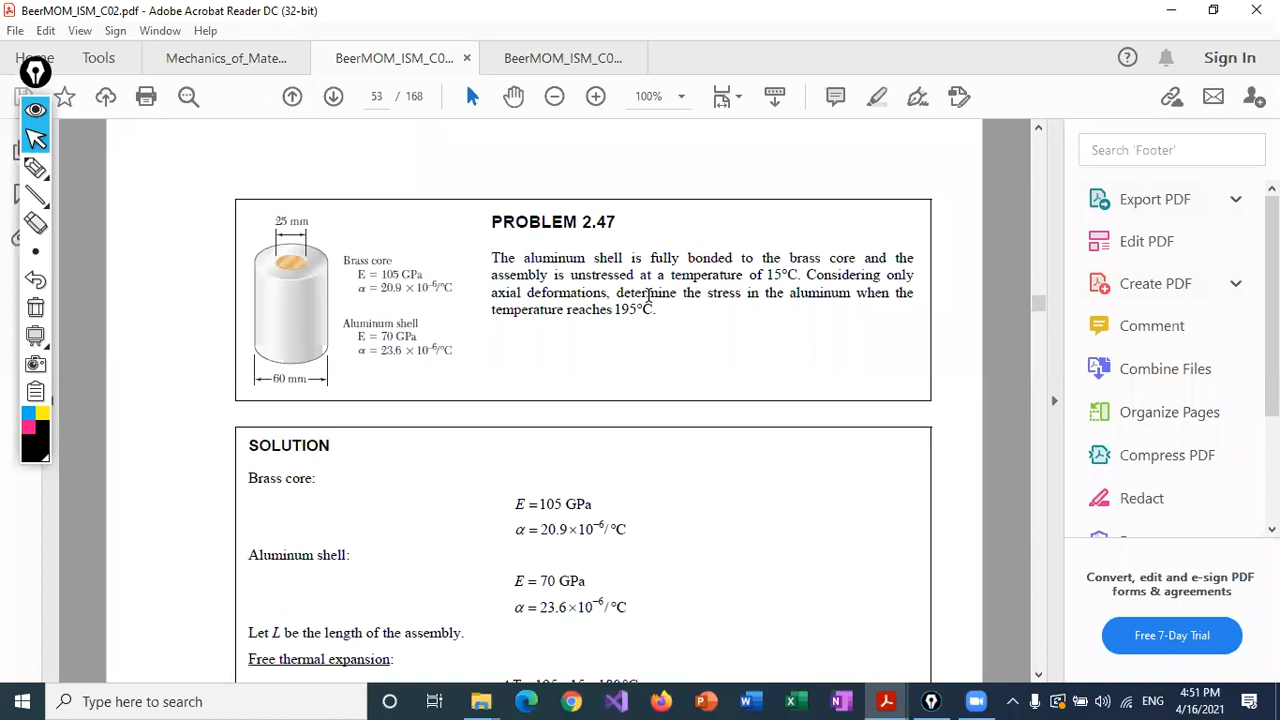 BeerMOM_ISM_C02.pdf - Adobe Acrobat Reader DC (32-bit)
File Edit View Sign Window Help
Home Tools Mechanics_of_Mate... BeerMOM_ISM_C0... BeerMOM_ISM_C0... Sign In
53 / 168 100%
Search 'Footer'
Export PDF
Edit PDF
Create PDF
Comment
Combine Files
Organize Pages
Compress PDF
Redact
Convert, edit and e-sign PDF
forms & agreements
Free 7-Day Trial
25 mm
Brass core
E = 105 GPa
α = 20.9 × 10⁻⁶/°C
Aluminum shell
E = 70 GPa
α = 23.6 × 10⁻⁶/°C
60 mm
PROBLEM 2.47
The aluminum shell is fully bonded to the brass core and the
assembly is unstressed at a temperature of 15°C. Considering only
axial deformations, determine the stress in the aluminum when the
temperature reaches 195°C.
SOLUTION
Brass core:
E = 105 GPa
α = 20.9×10⁻⁶/°C
Aluminum shell:
E = 70 GPa
α = 23.6×10⁻⁶/°C
Let L be the length of the assembly.
Free thermal expansion:
Type here to search
ENG
4:51 PM
4/16/2021